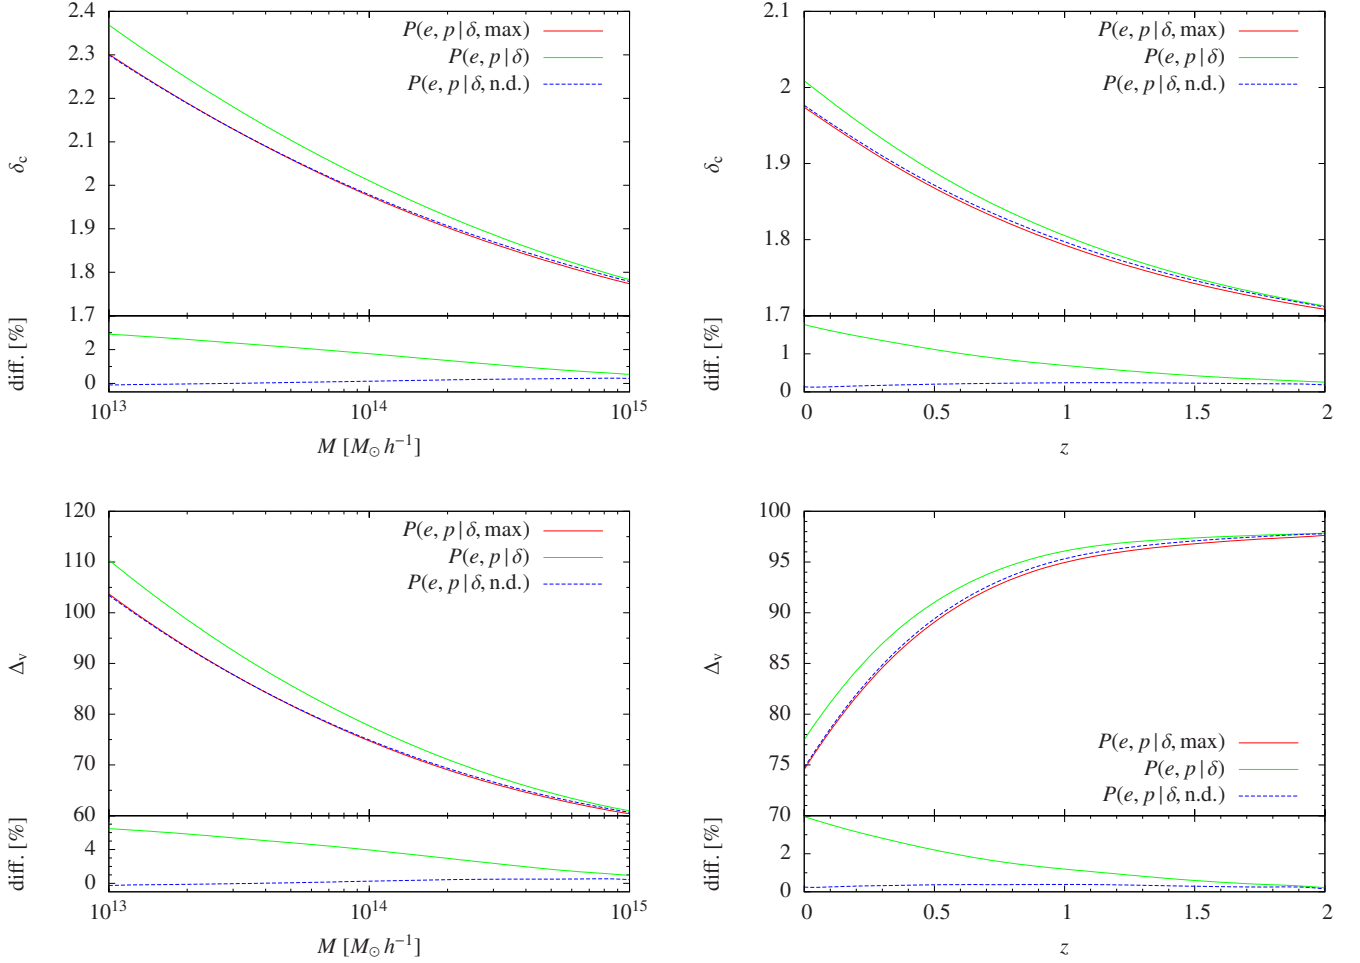 2.4
2.3
2.2
2.1
2
1.9
1.8
1.7
δc
P(e, p | δ, max)
P(e, p | δ)
P(e, p | δ, n.d.)
2
0
diff. [%]
10^13
10^14
10^15
M [M⊙ h^−1]
2.1
2
1.9
1.8
1.7
δc
P(e, p | δ, max)
P(e, p | δ)
P(e, p | δ, n.d.)
1
0
diff. [%]
0
0.5
1
1.5
2
z
120
110
100
90
80
70
60
Δv
P(e, p | δ, max)
P(e, p | δ)
P(e, p | δ, n.d.)
4
0
diff. [%]
10^13
10^14
10^15
M [M⊙ h^−1]
100
95
90
85
80
75
70
Δv
P(e, p | δ, max)
P(e, p | δ)
P(e, p | δ, n.d.)
2
0
diff. [%]
0
0.5
1
1.5
2
z